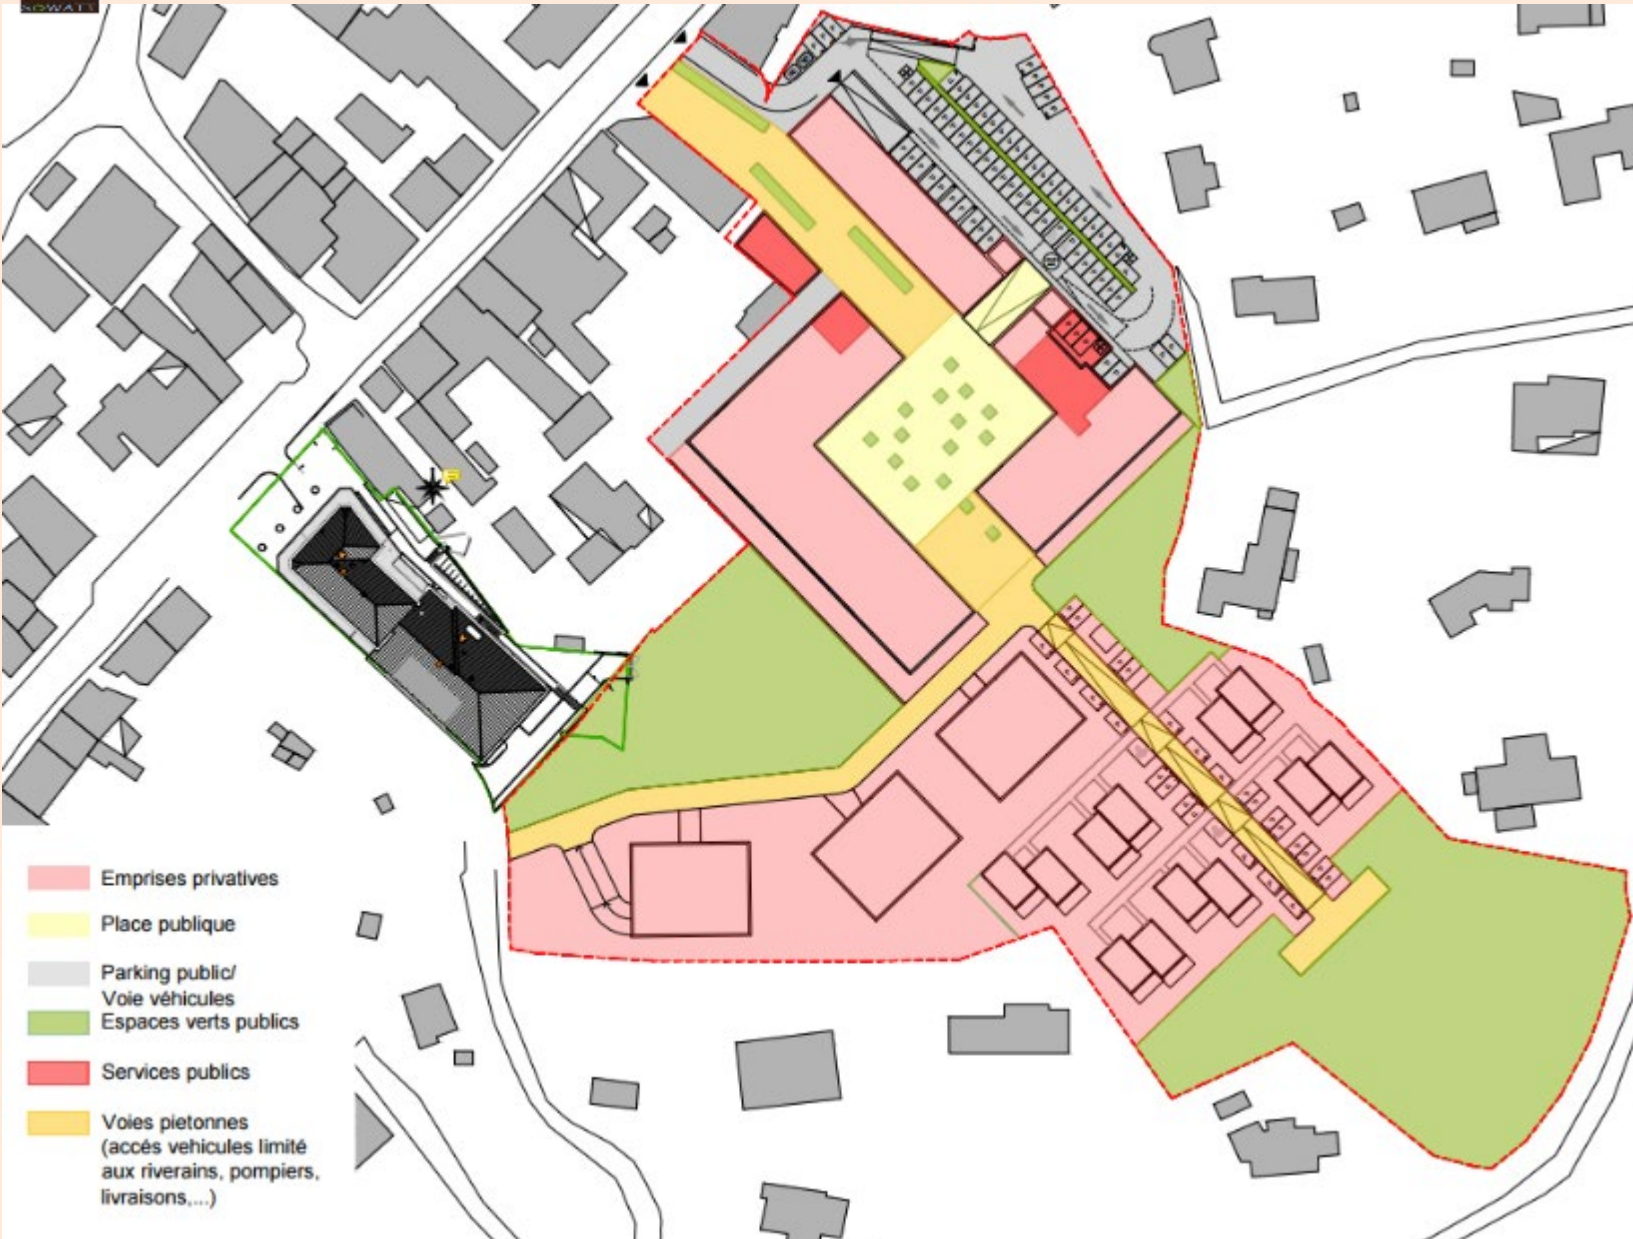 Emprises privatives
Place publique
Parking public/
Voie véhicules
Espaces verts publics
Services publics
Voies pietonnes
(accés vehicules limité
aux riverains, pompiers,
livraisons,...)